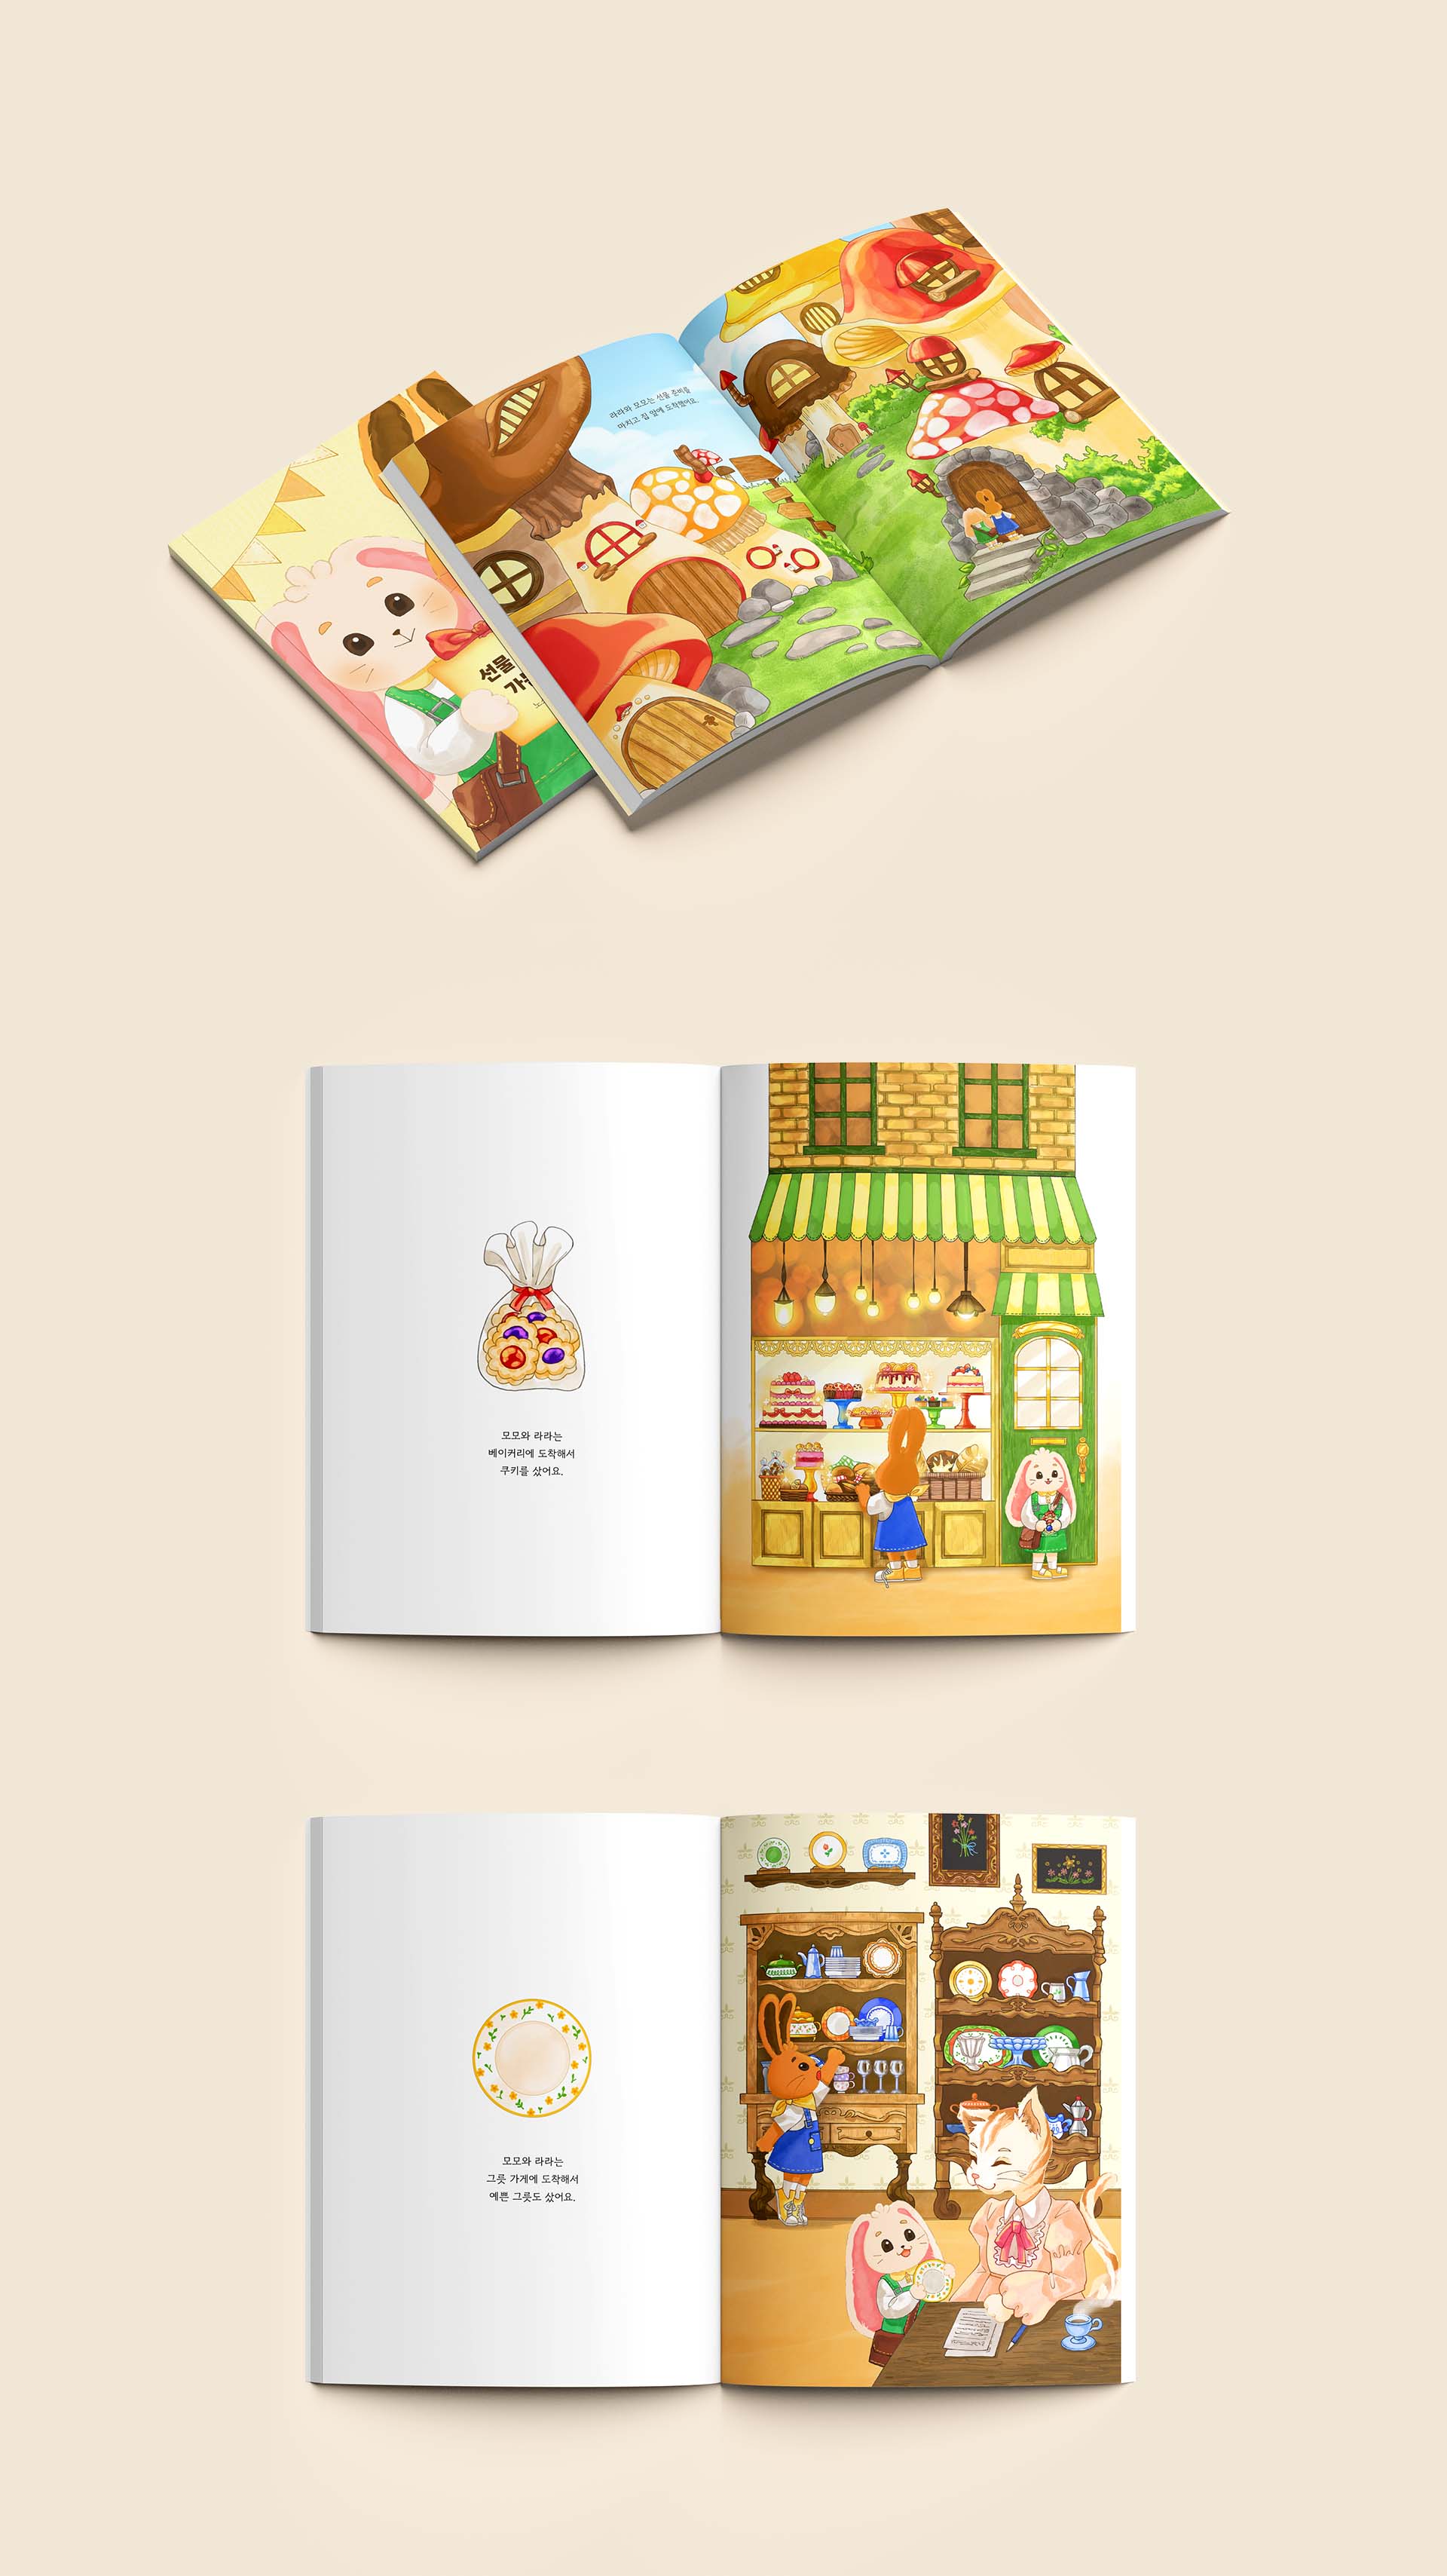 라라와 모모는 선물 준비를
마치고 집 앞에 도착했어요.
선물
모모와 라라는
베이커리에 도착해서
쿠키를 샀어요.
모모와 라라는
그릇 가게에 도착해서
예쁜 그릇도 샀어요.